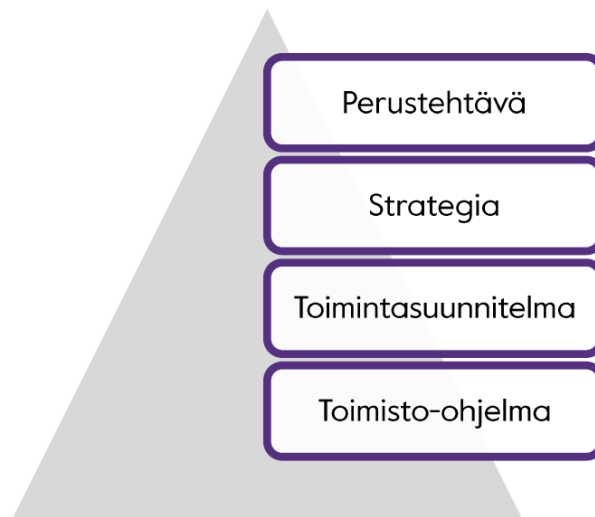 Perustehtävä
Strategia
Toimintasuunnitelma
Toimisto-ohjelma